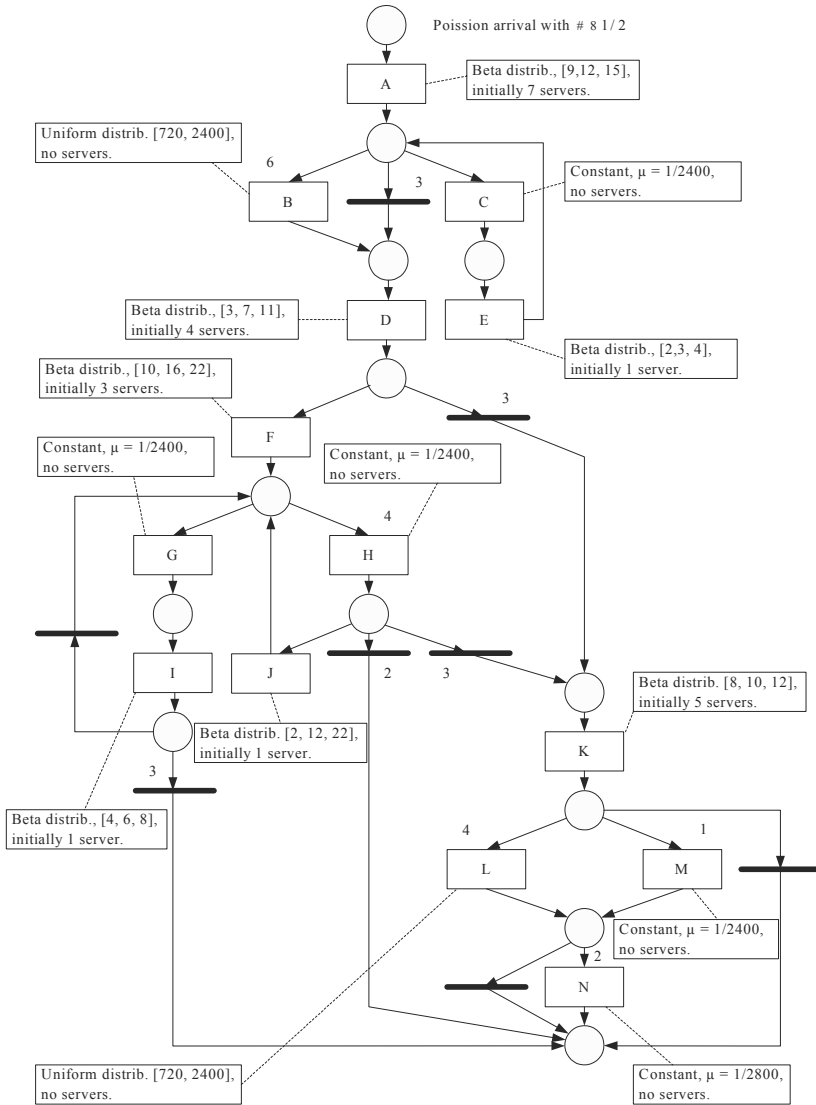 Poission arrival with # 8 1/2
A
Beta distrib., [9,12, 15],
initially 7 servers.
Uniform distrib. [720, 2400],
no servers.
6
3
Constant, μ = 1/2400,
no servers.
B
C
Beta distrib., [3, 7, 11],
initially 4 servers.
D
E
Beta distrib., [2,3, 4],
initially 1 server.
Beta distrib., [10, 16, 22],
initially 3 servers.
3
F
Constant, μ = 1/2400,
no servers.
Constant, μ = 1/2400,
no servers.
4
G
H
I
J
2
3
Beta distrib. [8, 10, 12],
initially 5 servers.
Beta distrib. [2, 12, 22],
initially 1 server.
K
3
Beta distrib., [4, 6, 8],
initially 1 server.
4
1
L
M
Constant, μ = 1/2400,
no servers.
2
N
Uniform distrib. [720, 2400],
no servers.
Constant, μ = 1/2800,
no servers.